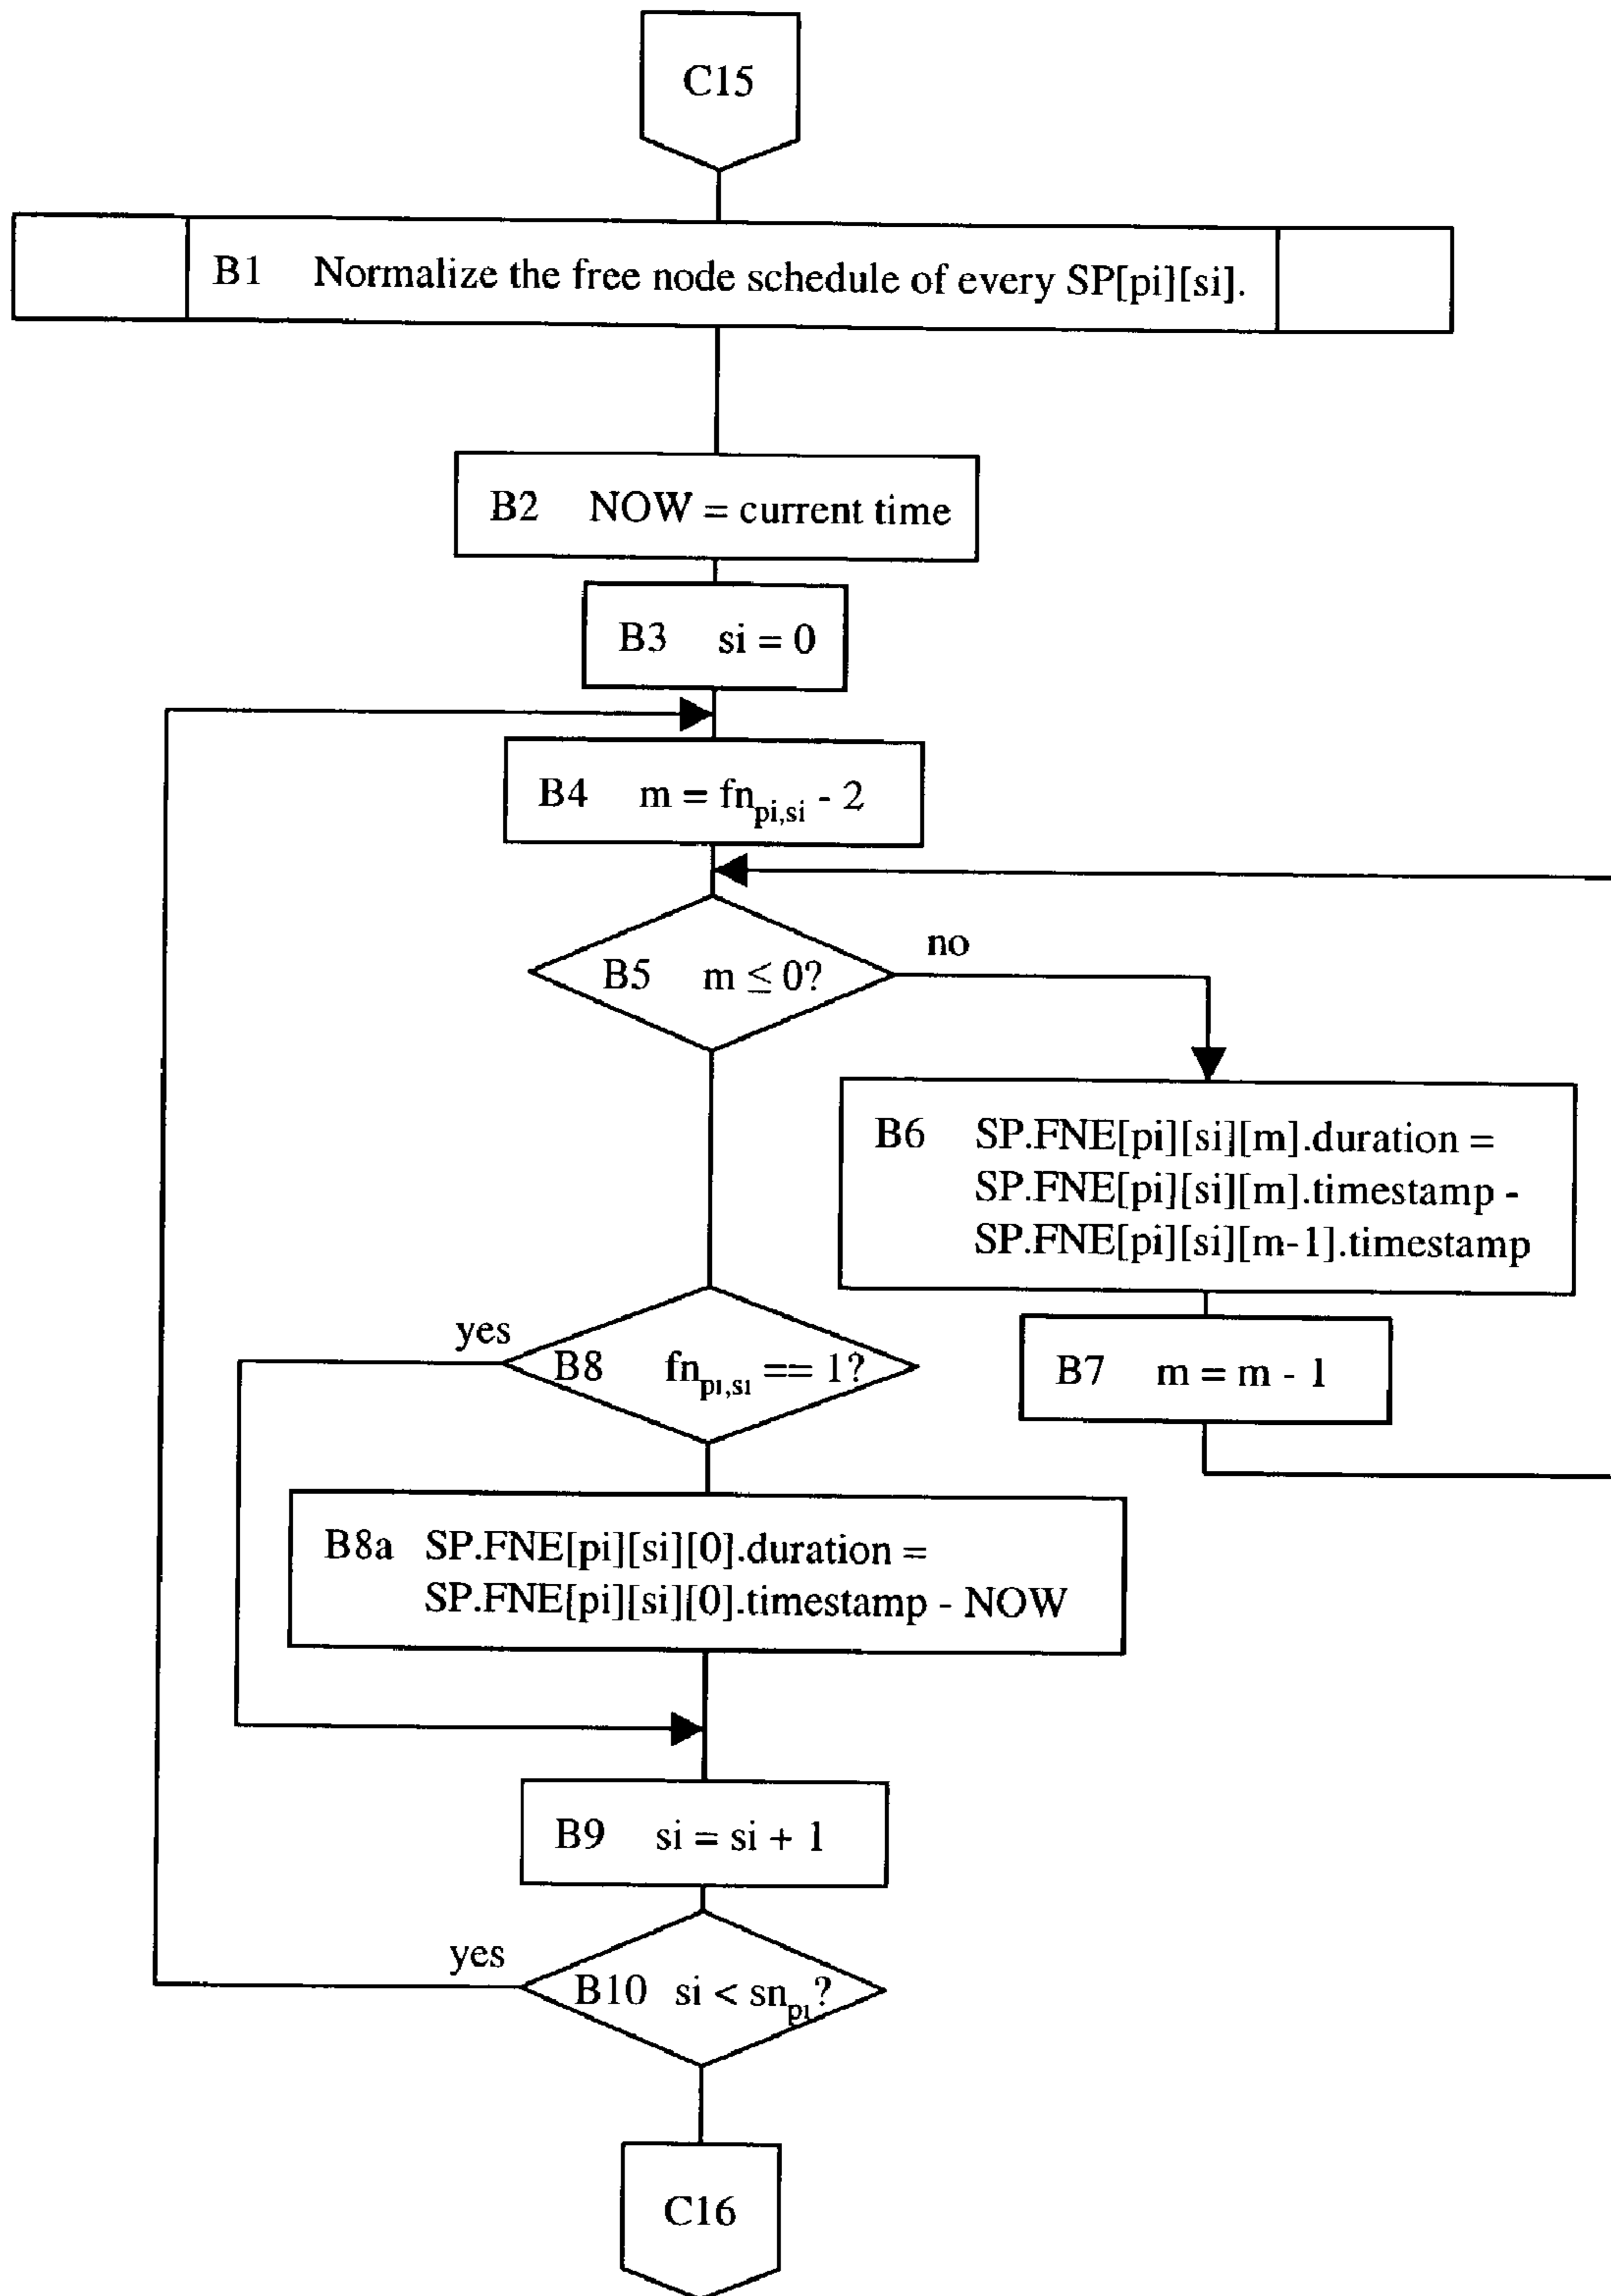 C15
B1 Normalize the free node schedule of every SP[pi][si].
B2 NOW = current time
B3 si = 0
B4 m = fn_pi,si - 2
B5 m ≤ 0?
no
B6 SP.FNE[pi][si][m].duration =
SP.FNE[pi][si][m].timestamp -
SP.FNE[pi][si][m-1].timestamp
B7 m = m - 1
yes
B8 fn_pi,si == 1?
B8a SP.FNE[pi][si][0].duration =
SP.FNE[pi][si][0].timestamp - NOW
B9 si = si + 1
yes
B10 si < sn_pi?
C16